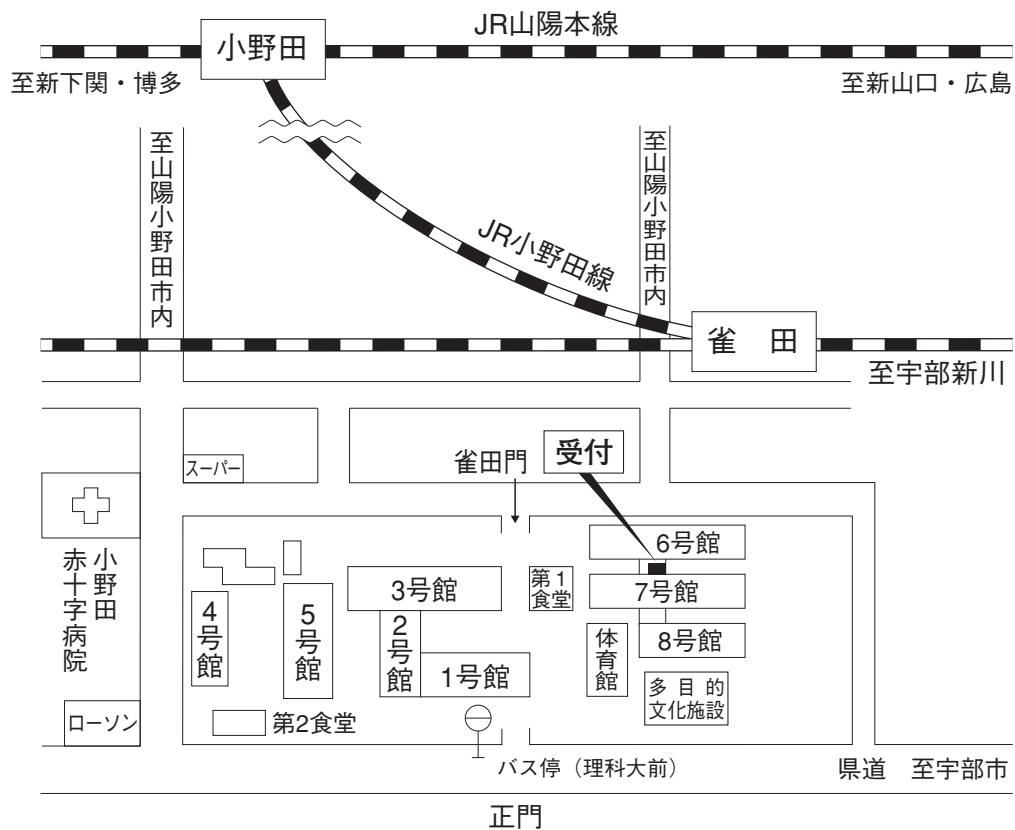 JR山陽本線
小野田
至新下関・博多
至新山口・広島
至山陽小野田市内
至山陽小野田市内
JR小野田線
雀　田
至宇部新川
スーパー
雀田門
受付
小野田
赤十字病院
ローソン
4号館
5号館
3号館
2号館
1号館
第2食堂
第1
食堂
6号館
7号館
8号館
体育館
多目的
文化施設
バス停（理科大前）
県道　至宇部市
正門